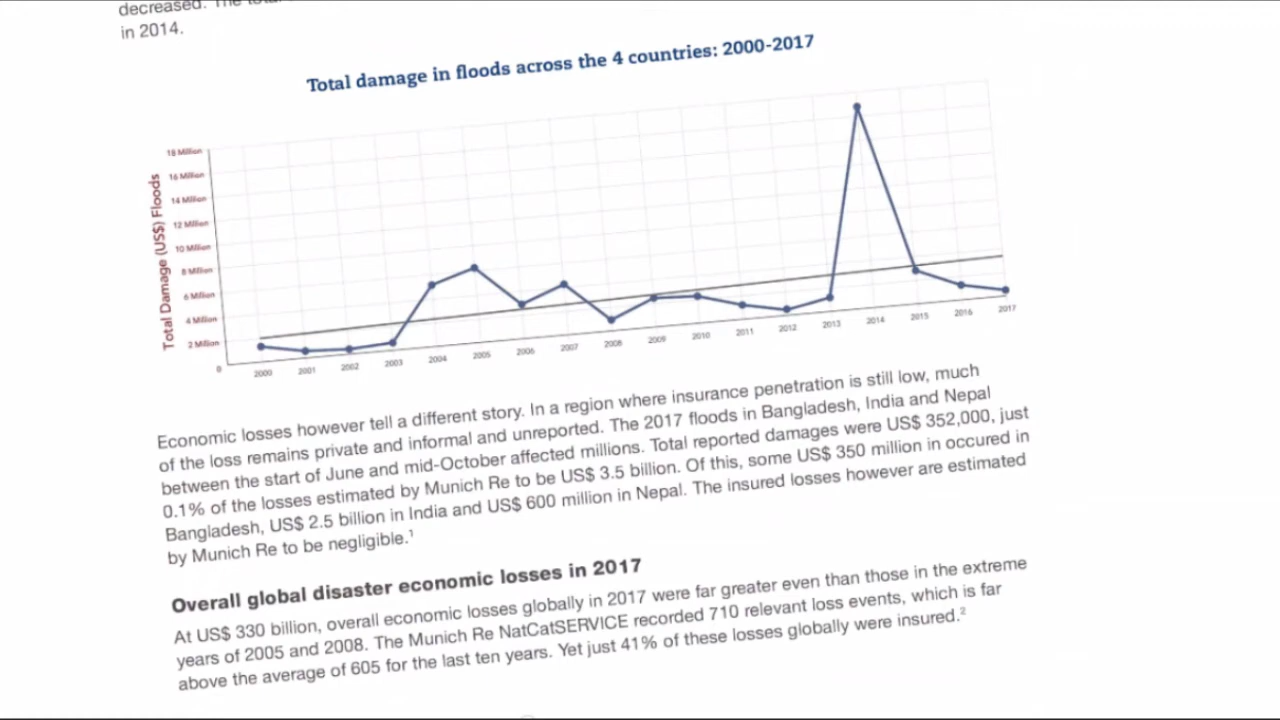 decreased. The
in 2014.
Total damage in floods across the 4 countries: 2000-2017
Total Damage (US$) Floods
18 Million
16 Million
14 Million
12 Million
10 Million
8 Million
6 Million
4 Million
2 Million
0
2000 2001 2002 2003 2004 2005 2006 2007 2008 2009 2010 2011 2012 2013 2014 2015 2016 2017
Economic losses however tell a different story. In a region where insurance penetration is still low, much
of the loss remains private and informal and unreported. The 2017 floods in Bangladesh, India and Nepal
between the start of June and mid-October affected millions. Total reported damages were US$ 352,000, just
0.1% of the losses estimated by Munich Re to be US$ 3.5 billion. Of this, some US$ 350 million in occured in
Bangladesh, US$ 2.5 billion in India and US$ 600 million in Nepal. The insured losses however are estimated
by Munich Re to be negligible.¹
Overall global disaster economic losses in 2017
At US$ 330 billion, overall economic losses globally in 2017 were far greater even than those in the extreme
years of 2005 and 2008. The Munich Re NatCatSERVICE recorded 710 relevant loss events, which is far
above the average of 605 for the last ten years. Yet just 41% of these losses globally were insured.²